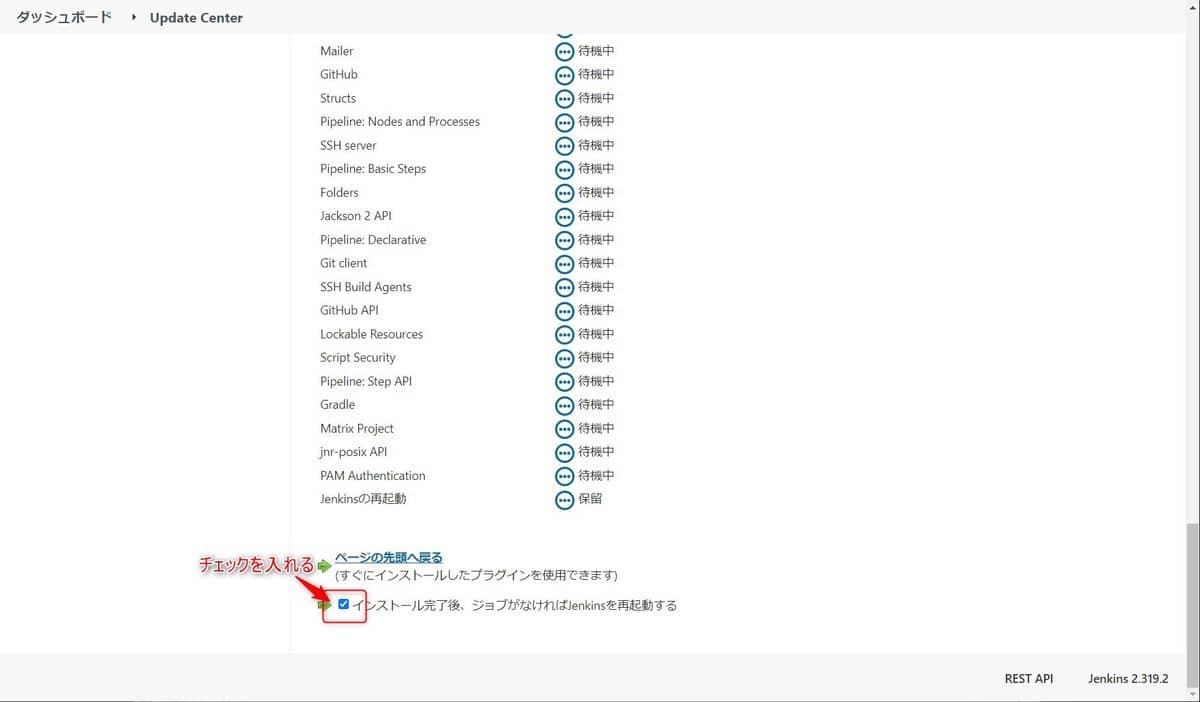 ダッシュボード Update Center
Mailer 待機中
GitHub 待機中
Structs 待機中
Pipeline: Nodes and Processes 待機中
SSH server 待機中
Pipeline: Basic Steps 待機中
Folders 待機中
Jackson 2 API 待機中
Pipeline: Declarative 待機中
Git client 待機中
SSH Build Agents 待機中
GitHub API 待機中
Lockable Resources 待機中
Script Security 待機中
Pipeline: Step API 待機中
Gradle 待機中
Matrix Project 待機中
jnr-posix API 待機中
PAM Authentication 待機中
Jenkinsの再起動 保留
ページの先頭へ戻る
チェックを入れる
(すぐにインストールしたプラグインを使用できます)
インストール完了後、ジョブがなければJenkinsを再起動する
REST API Jenkins 2.319.2